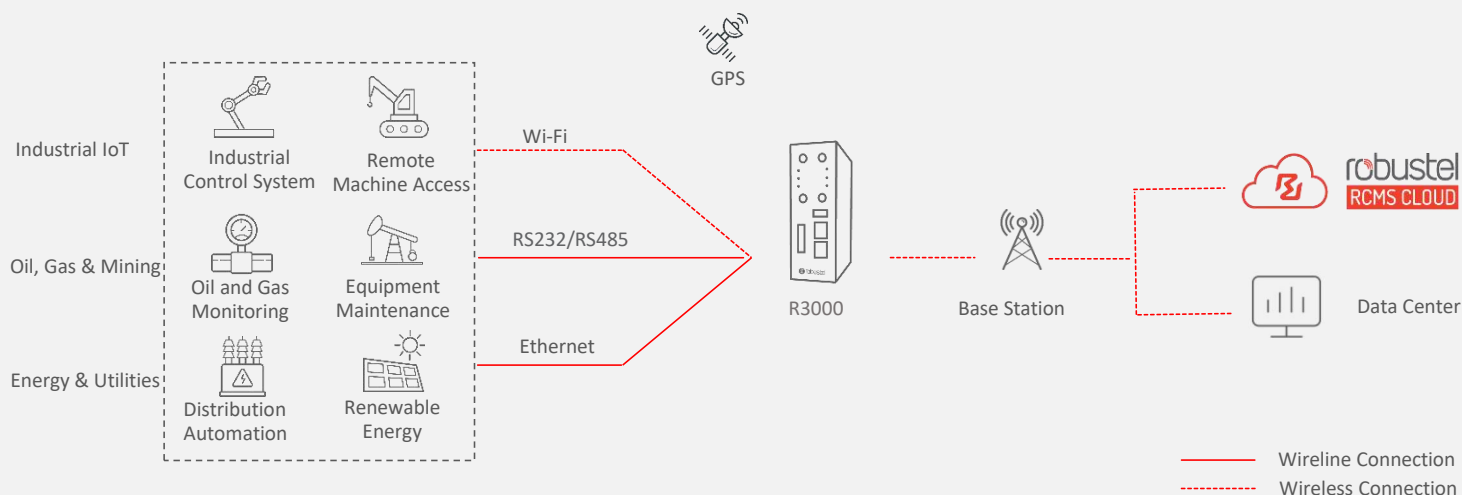 GPS
Industrial IoT
Industrial
Control System
Remote
Machine Access
Wi-Fi
Oil, Gas & Mining
Oil and Gas
Monitoring
Equipment
Maintenance
RS232/RS485
Energy & Utilities
Distribution
Automation
Renewable
Energy
Ethernet
robustel
R3000
Base Station
robustel
RCMS CLOUD
Data Center
Wireline Connection
Wireless Connection